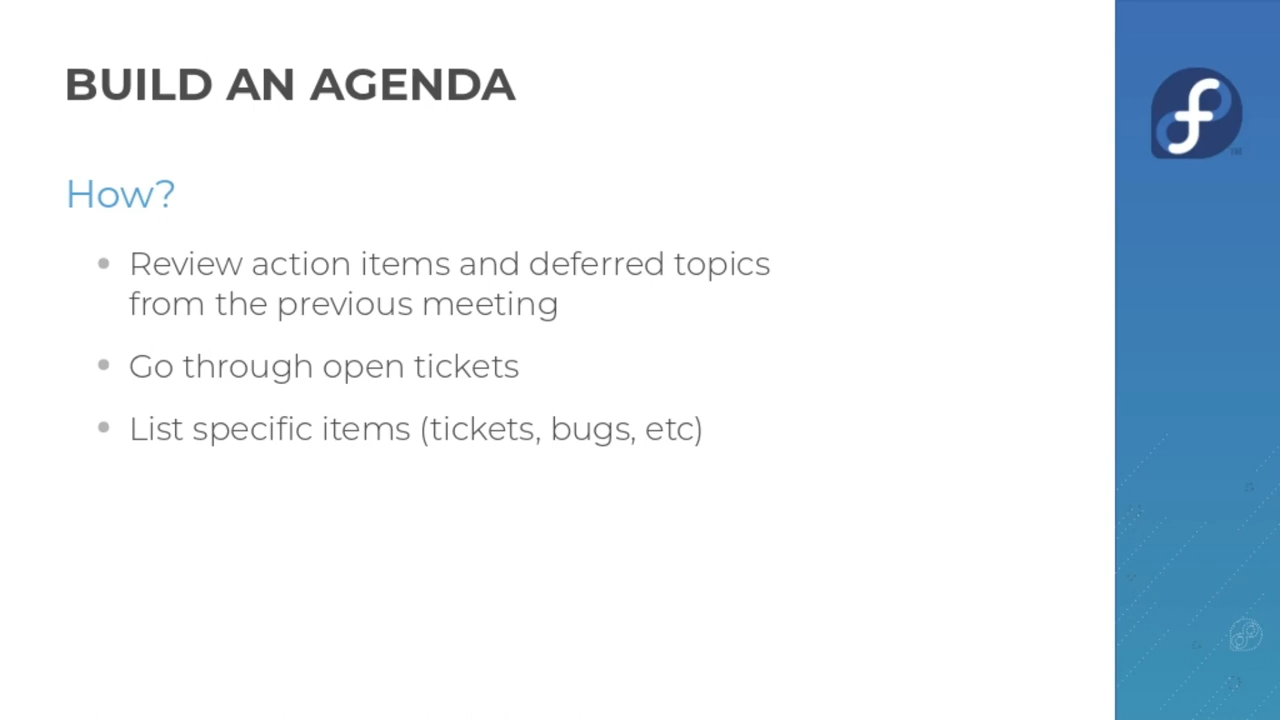 BUILD AN AGENDA
How?
Review action items and deferred topics
from the previous meeting
Go through open tickets
List specific items (tickets, bugs, etc)